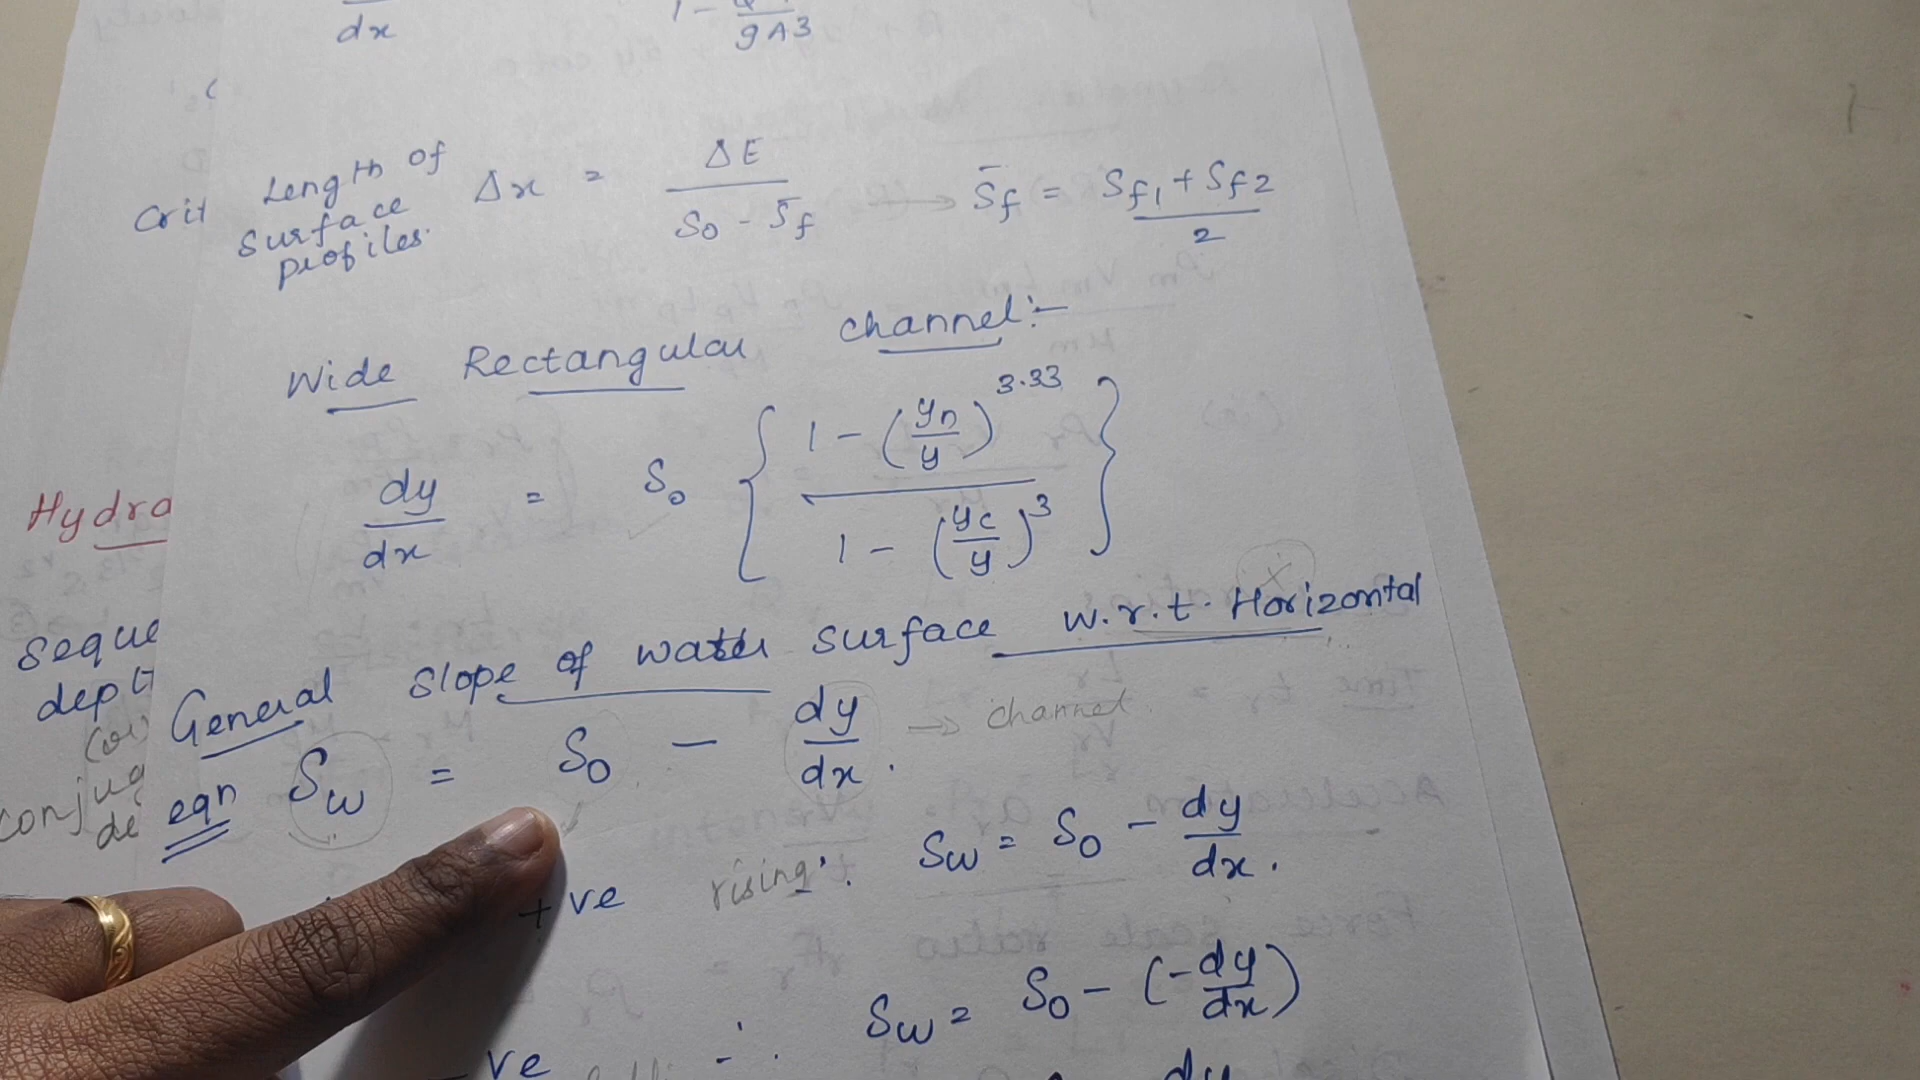 dx
gA3
Crit Length of surface profiles. Δx = ΔE / (S0 - S̄f) → S̄f = (Sf1 + Sf2) / 2
Wide Rectangular channel:-
dy/dx = S0 { (1 - (yn/y)^3.33) / (1 - (yc/y)^3) }
Hydra
General slope of water surface w.r.t. Horizontal
eqn Sw = S0 - dy/dx. → channel
+ve rising: Sw = S0 - dy/dx.
-ve ∴ Sw = S0 - (-dy/dx)
dy
seque
dept
(or)
conjug
de